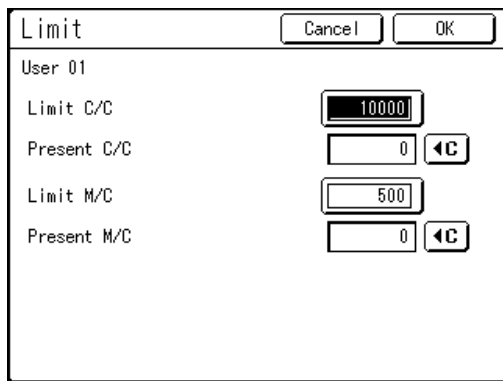 Limit Cancel OK
User 01
Limit C/C 10000
Present C/C 0 ◀C
Limit M/C 500
Present M/C 0 ◀C